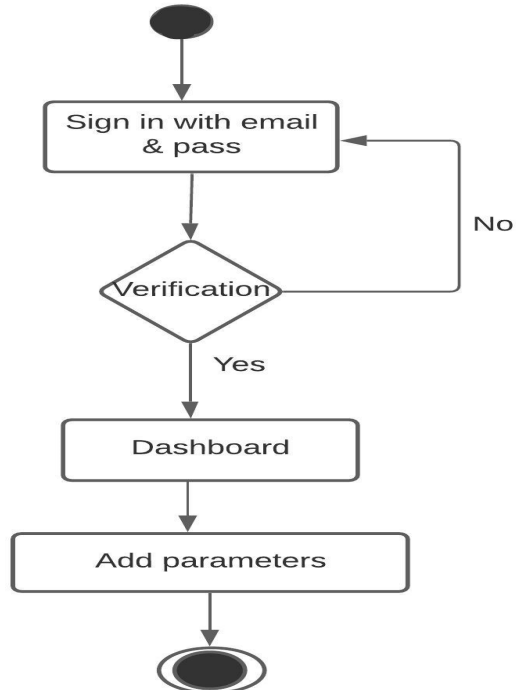 Sign in with email
& pass
No
Verification
Yes
Dashboard
Add parameters